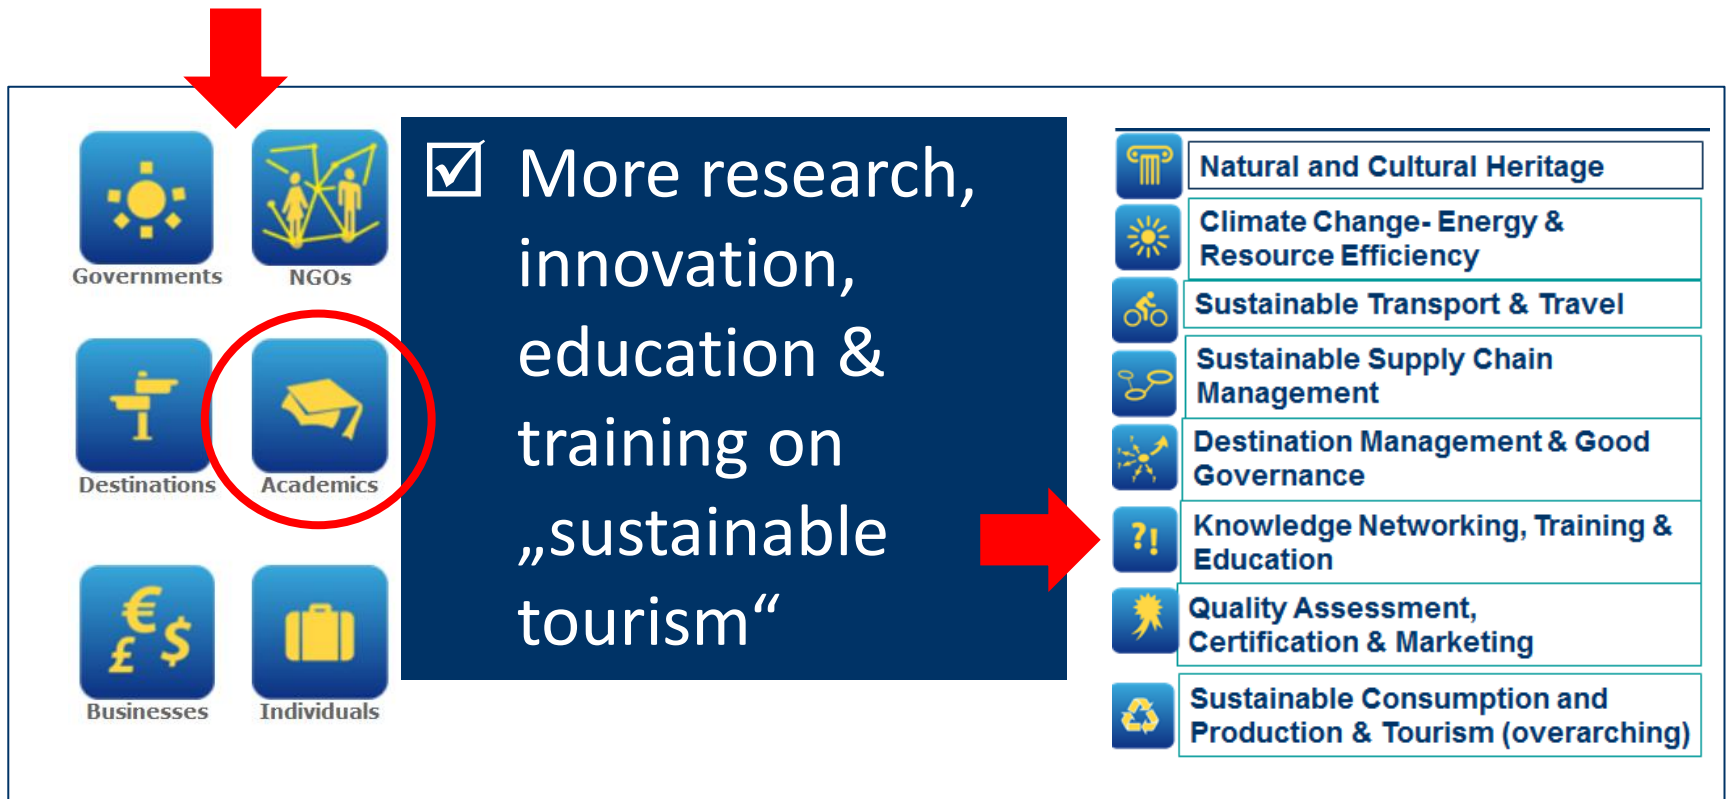 Governments
NGOs
Destinations
Academics
Businesses
Individuals
More research,
innovation,
education &
training on
„sustainable
tourism“
Natural and Cultural Heritage
Climate Change- Energy &
Resource Efficiency
Sustainable Transport & Travel
Sustainable Supply Chain
Management
Destination Management & Good
Governance
?!
Knowledge Networking, Training &
Education
Quality Assessment,
Certification & Marketing
Sustainable Consumption and
Production & Tourism (overarching)